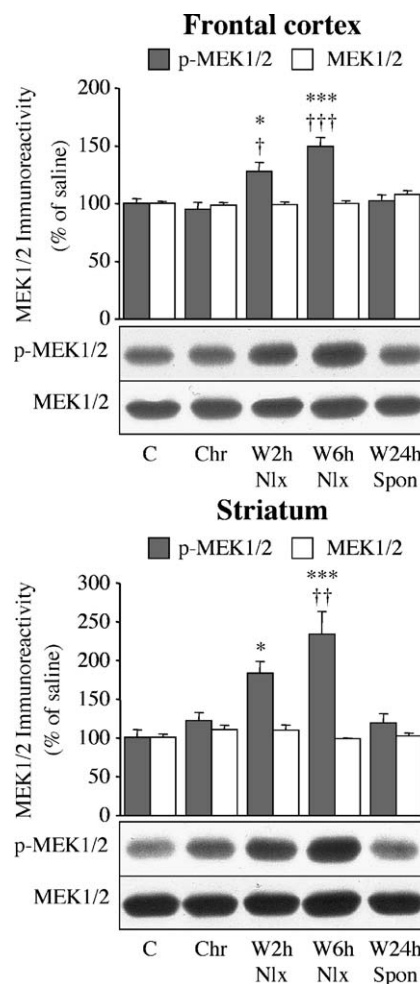 Frontal cortex
p-MEK1/2 MEK1/2
MEK1/2 Immunoreactivity
(% of saline)
200
150
100
50
0
*
†
***
†††
p-MEK1/2
MEK1/2
C Chr W2h W6h W24h
Nlx Nlx Spon
Striatum
p-MEK1/2 MEK1/2
MEK1/2 Immunoreactivity
(% of saline)
300
250
200
150
100
50
0
*
***
††
p-MEK1/2
MEK1/2
C Chr W2h W6h W24h
Nlx Nlx Spon